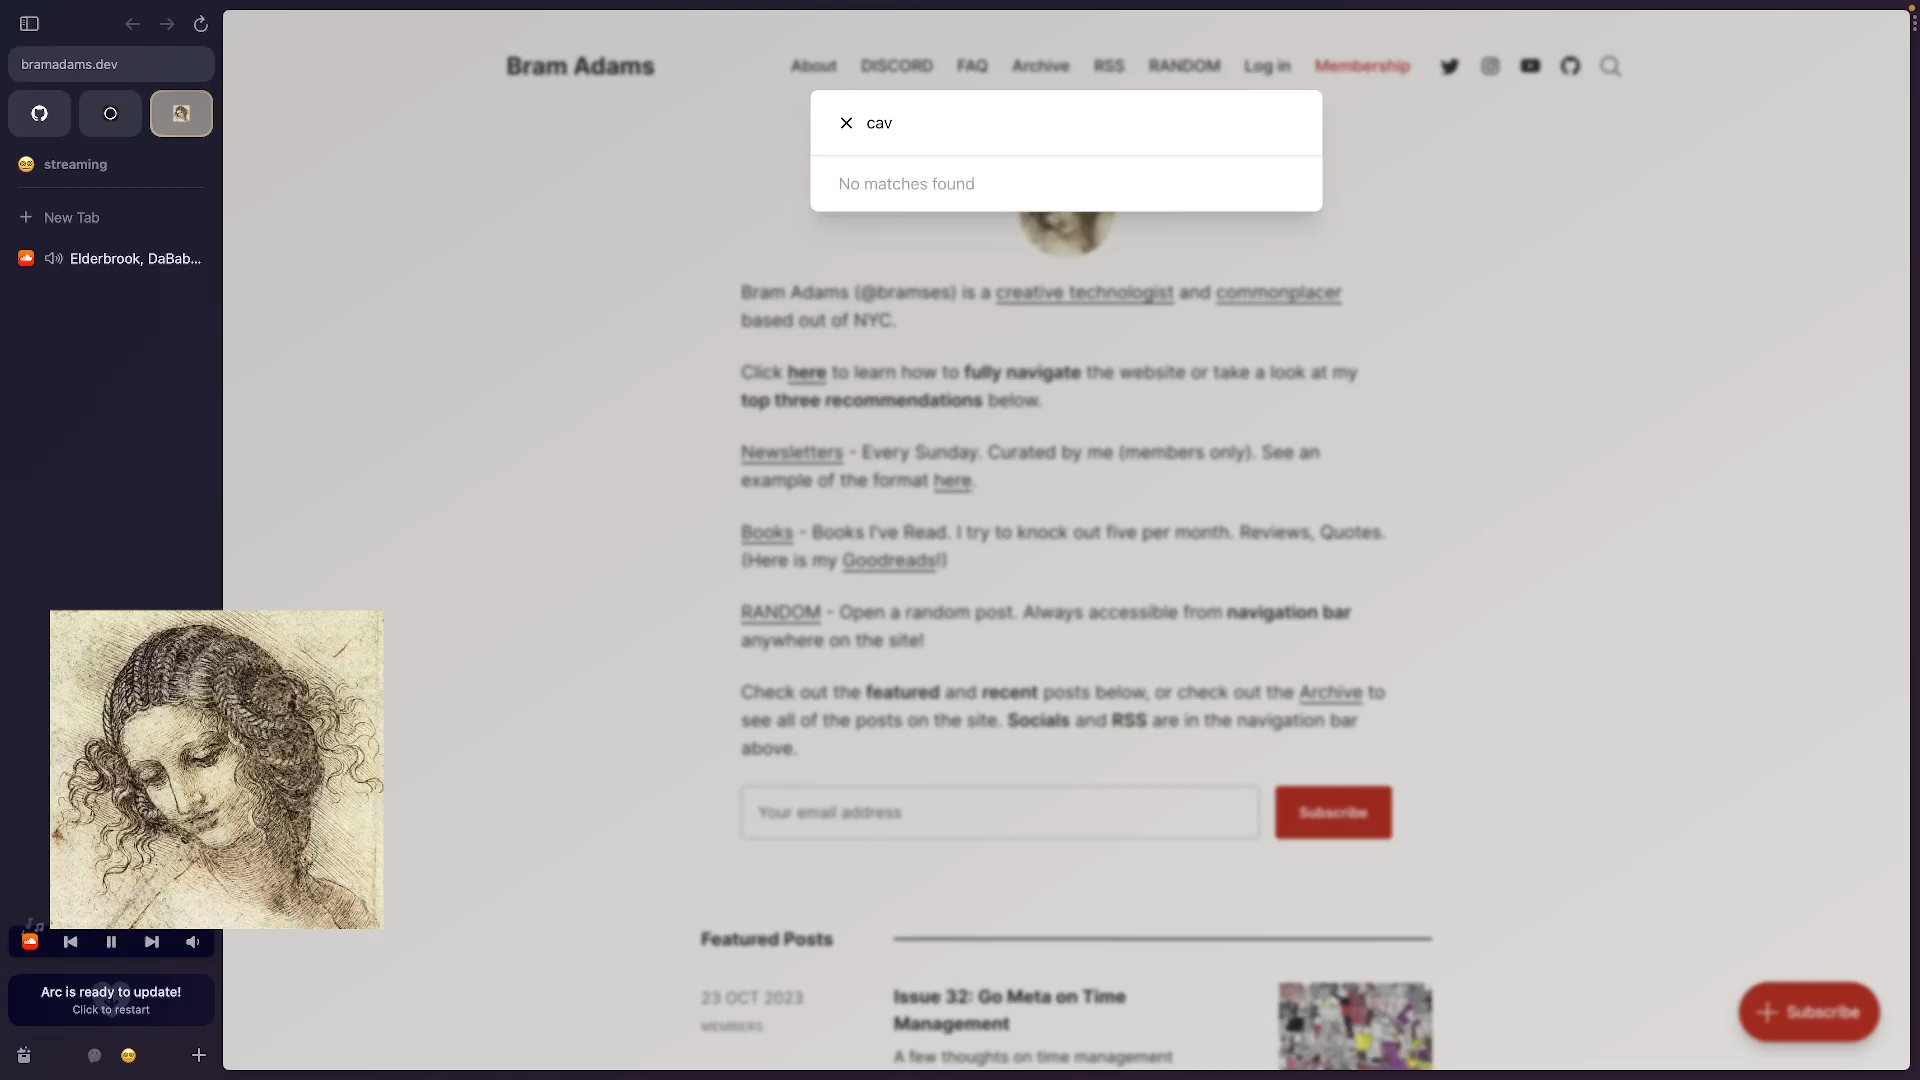 bramadams.dev
streaming
New Tab
Elderbrook, DaBab...
Arc is ready to update!
Click to restart
Bram Adams
About DISCORD FAQ Archive RSS RANDOM Log in Membership
cav
No matches found
Bram Adams (@bramses) is a creative technologist and commonplacer
based out of NYC.
Click here to learn how to fully navigate the website or take a look at my
top three recommendations below.
Newsletters - Every Sunday. Curated by me (members only). See an
example of the format here.
Books - Books I've Read. I try to knock out five per month. Reviews, Quotes.
(Here is my Goodreads!)
RANDOM - Open a random post. Always accessible from navigation bar
anywhere on the site!
Check out the featured and recent posts below, or check out the Archive to
see all of the posts on the site. Socials and RSS are in the navigation bar
above.
Your email address
Subscribe
Featured Posts
23 OCT 2023
MEMBERS
Issue 32: Go Meta on Time
Management
A few thoughts on time management
Subscribe